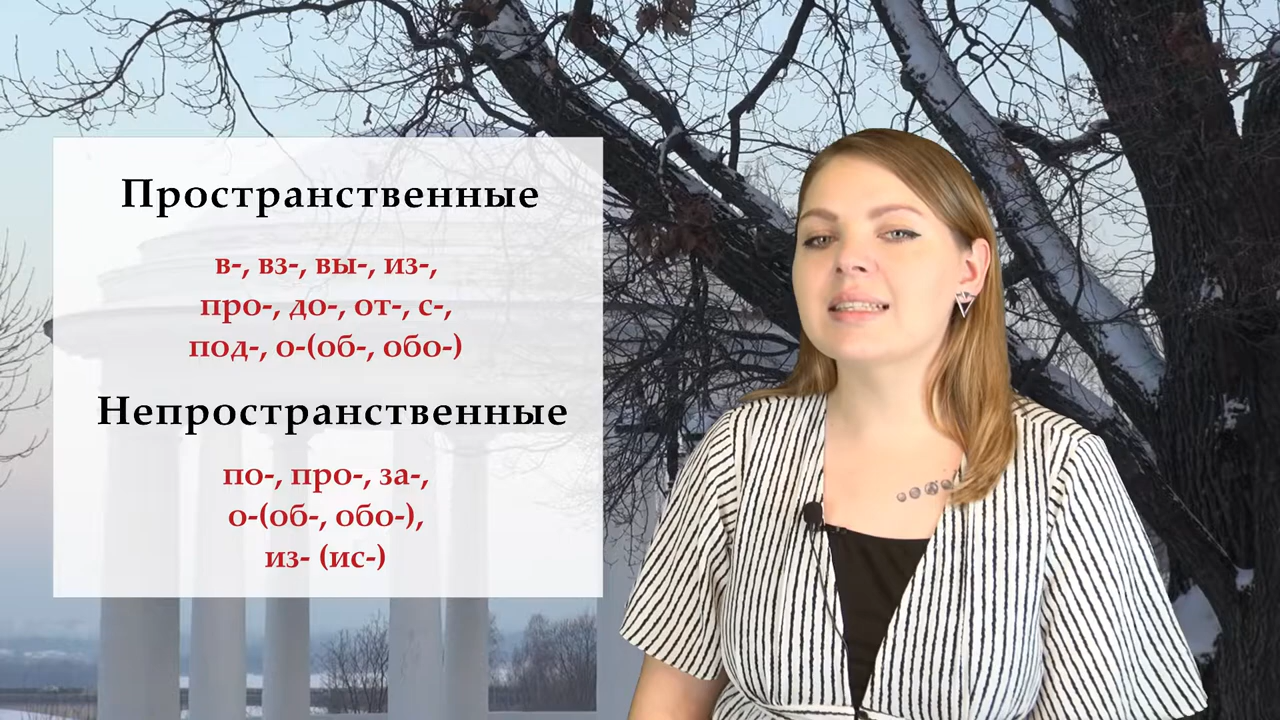 Пространственные
в-, вз-, вы-, из-,
про-, до-, от-, с-,
под-, о-(об-, обо-)
Непространственные
по-, про-, за-,
о-(об-, обо-),
из- (ис-)